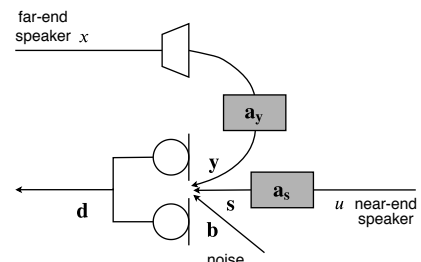 far-end
speaker x
a_y
y
a_s
s
u near-end
speaker
d
b
noise